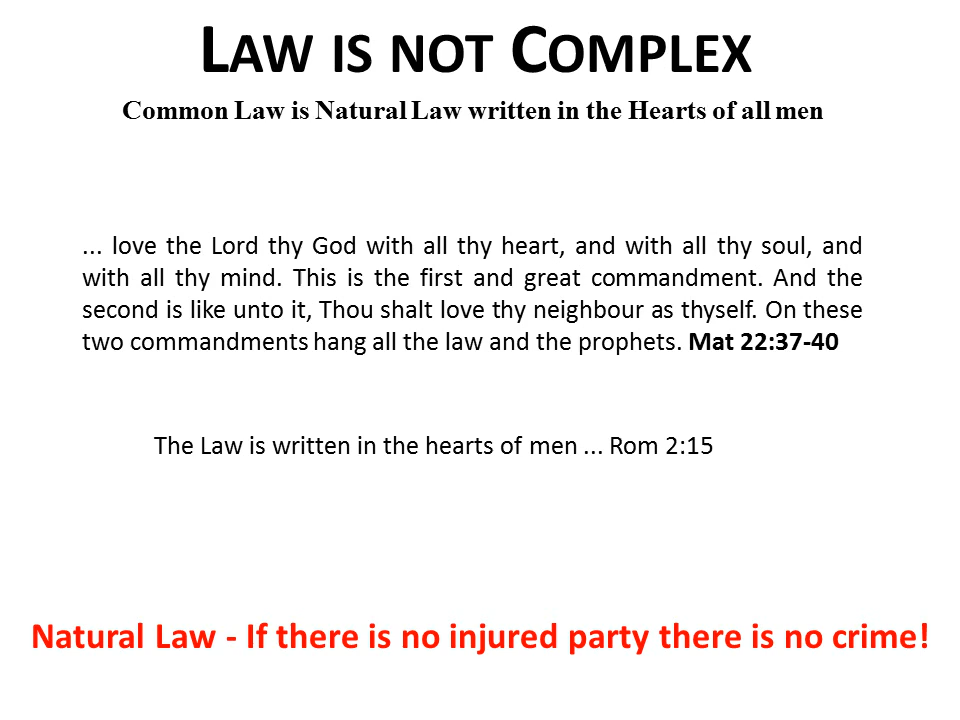 LAW IS NOT COMPLEX
Common Law is Natural Law written in the Hearts of all men
... love the Lord thy God with all thy heart, and with all thy soul, and
with all thy mind. This is the first and great commandment. And the
second is like unto it, Thou shalt love thy neighbour as thyself. On these
two commandments hang all the law and the prophets. Mat 22:37-40
The Law is written in the hearts of men ... Rom 2:15
Natural Law - If there is no injured party there is no crime!